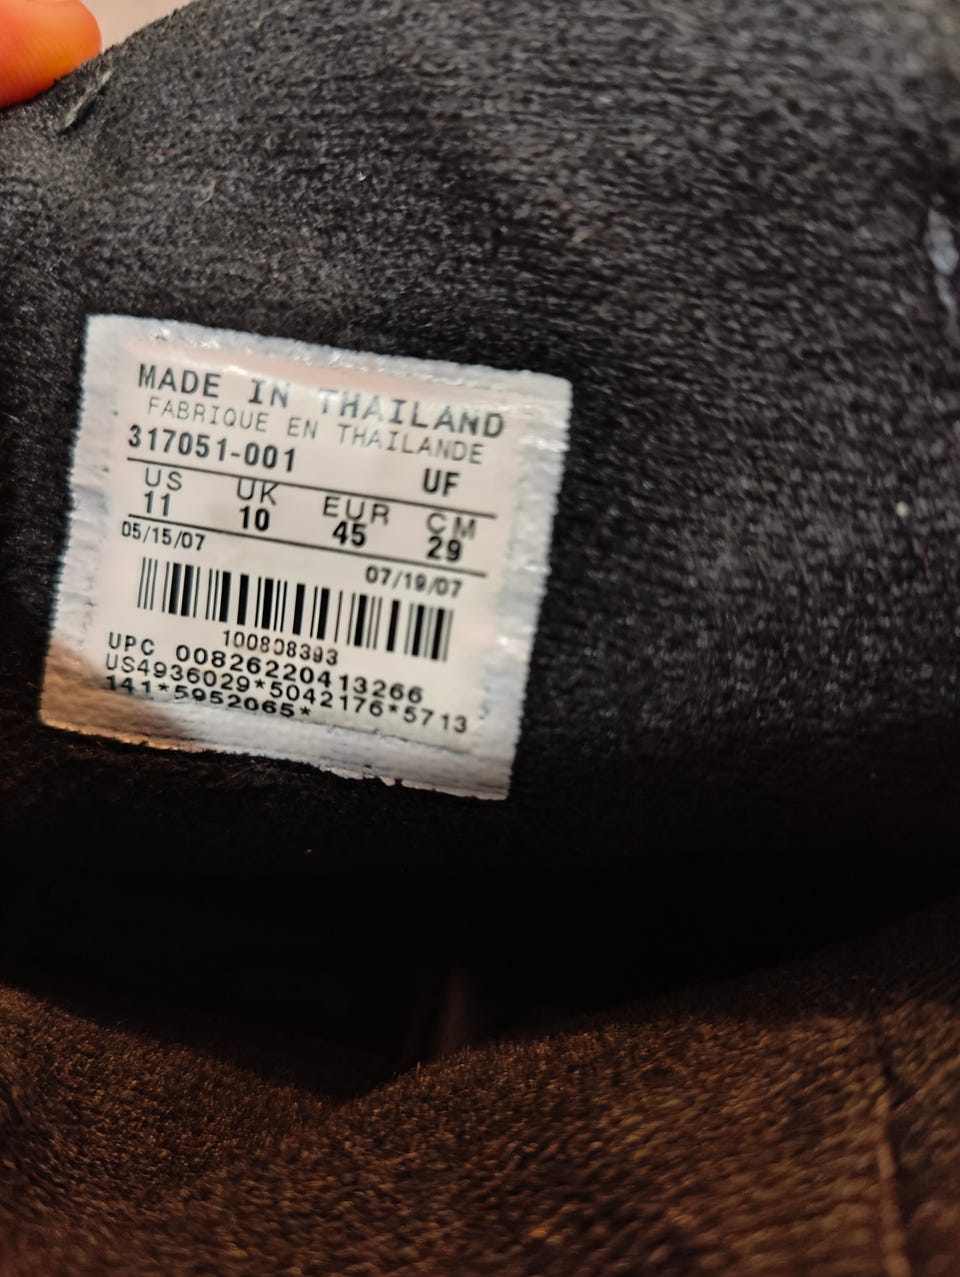 MADE IN THAILAND
FABRIQUE EN THAILANDE
317051-001 UF
US UK EUR CM
11 10 45 29
05/15/07 07/19/07
100808393
UPC 00826220413266
US4936029*5042176*5713
141*5952065*